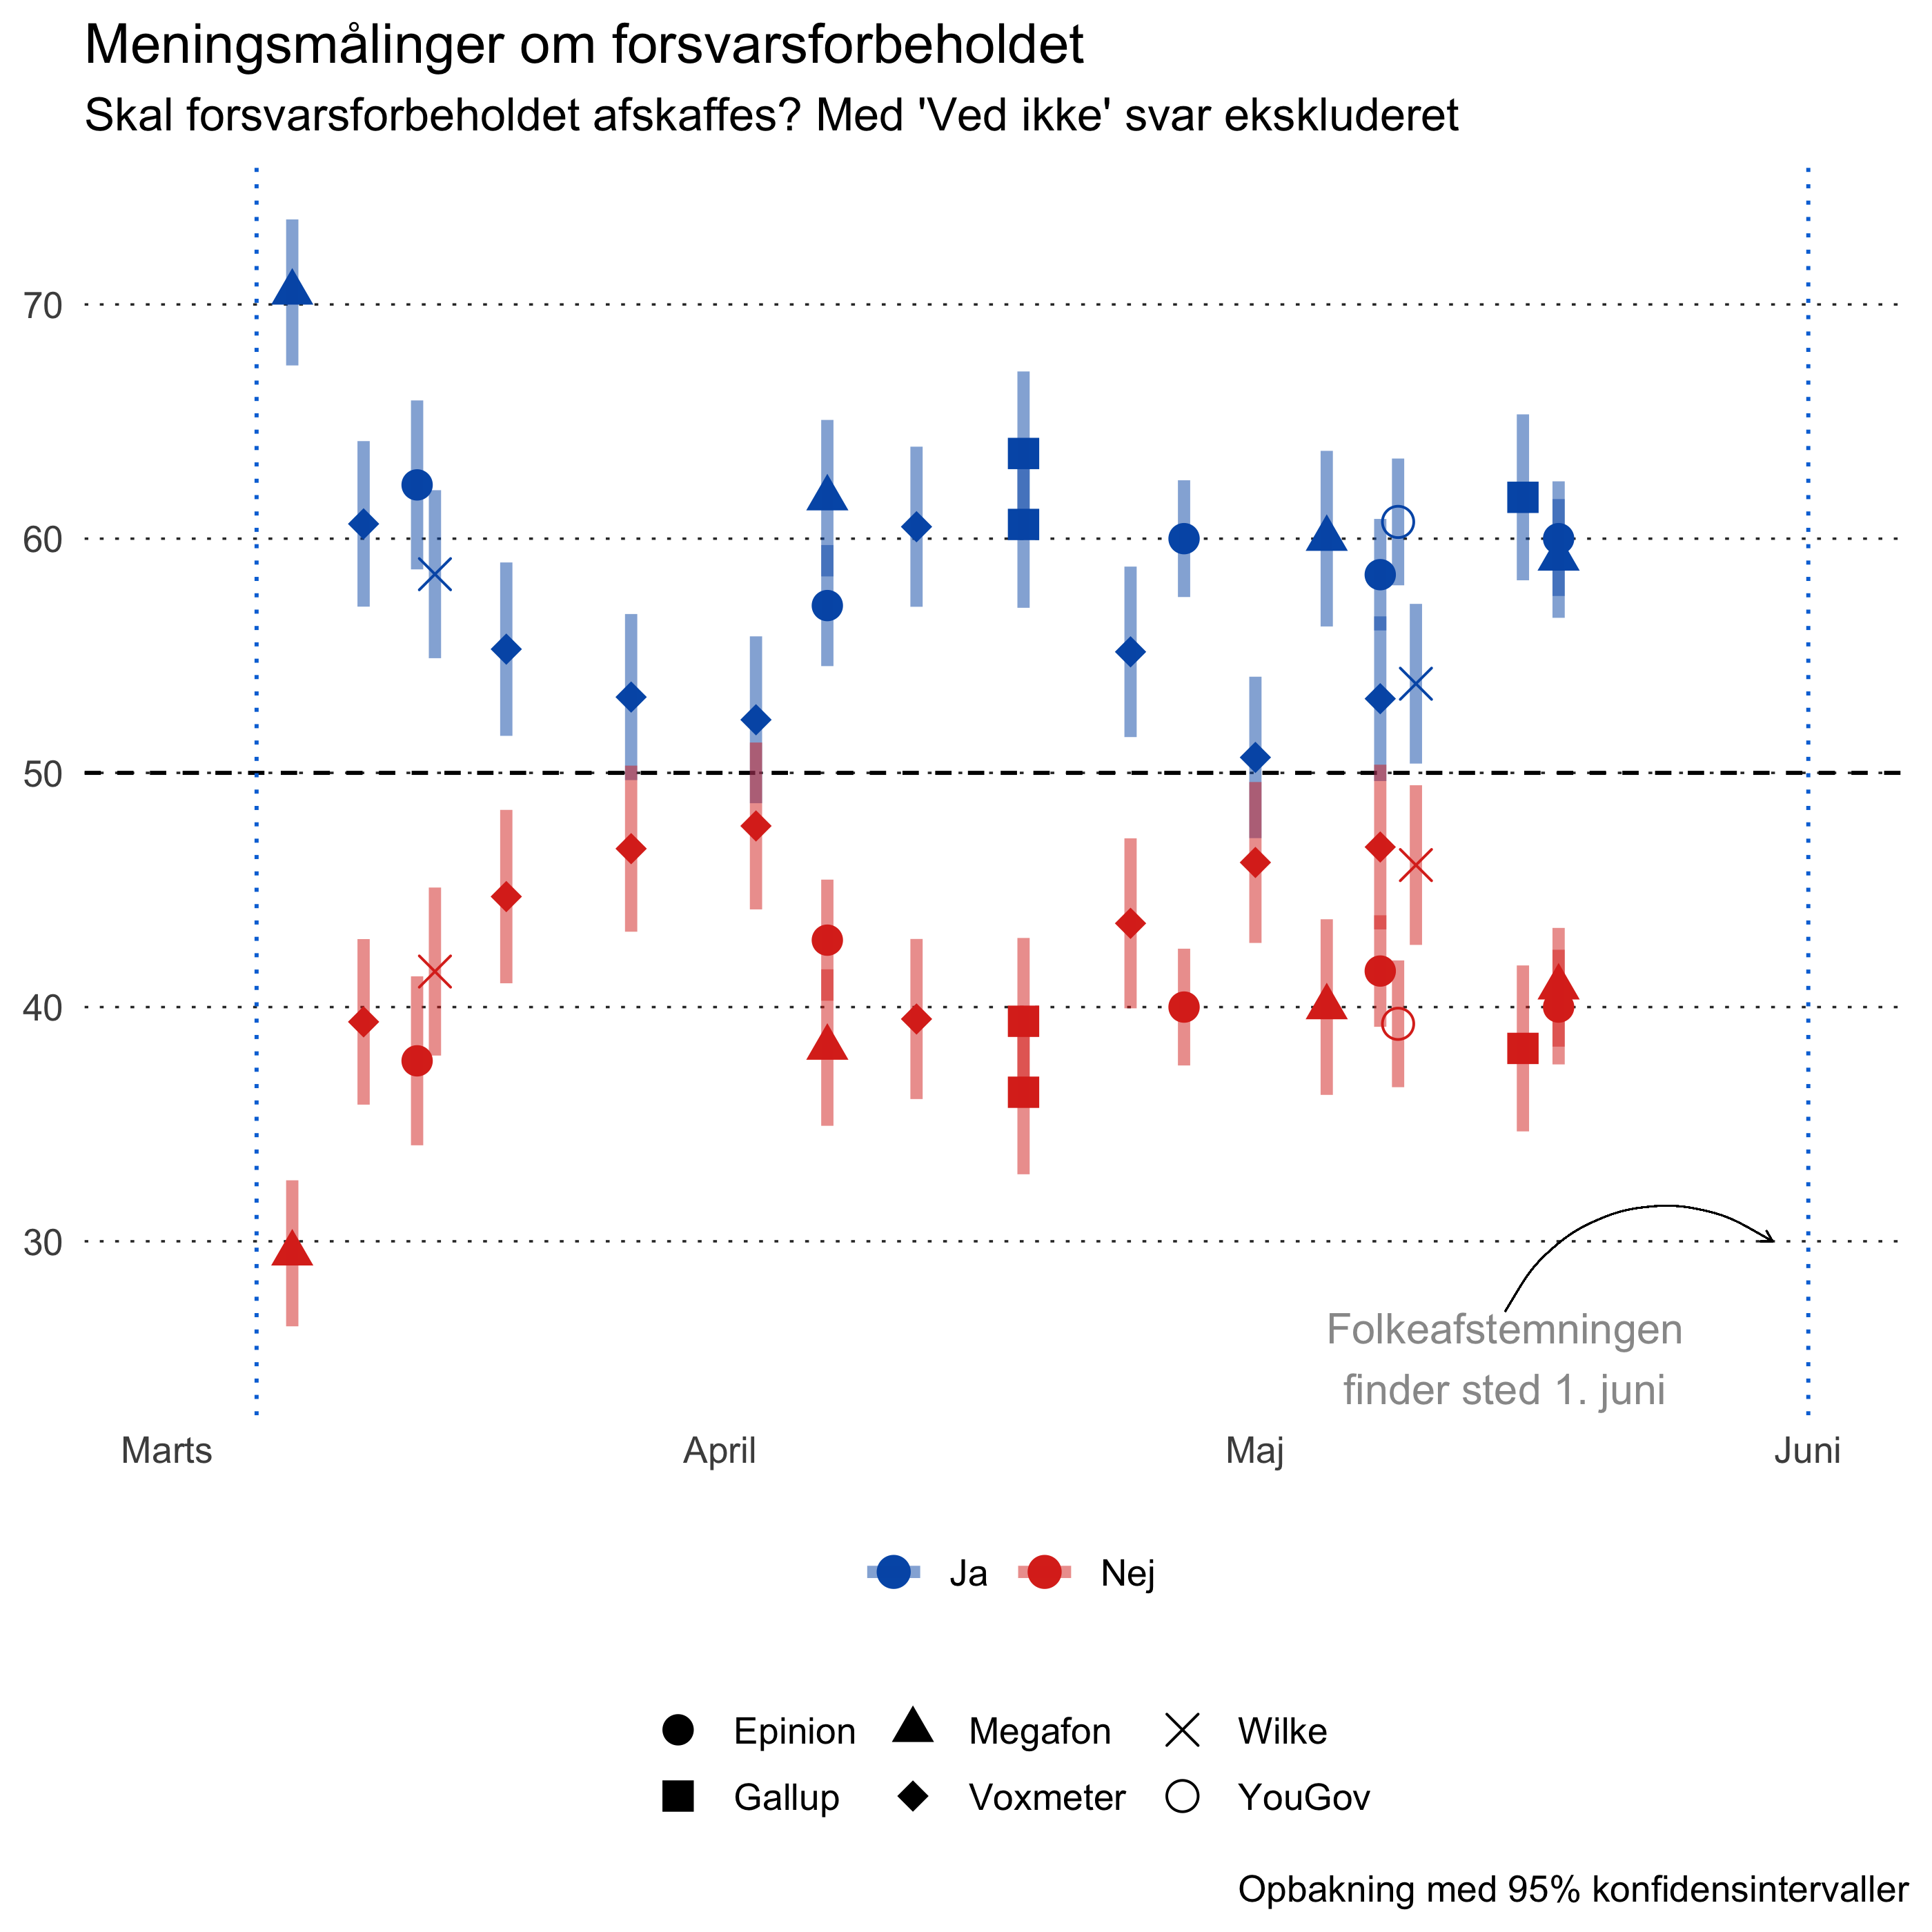 Meningsmålinger om forsvarsforbeholdet
Skal forsvarsforbeholdet afskaffes? Med 'Ved ikke' svar ekskluderet
70
60
50
40
30
Folkeafstemningen
finder sted 1. juni
Marts April Maj Juni
Ja Nej
Epinion Megafon Wilke
Gallup Voxmeter YouGov
Opbakning med 95% konfidensintervaller